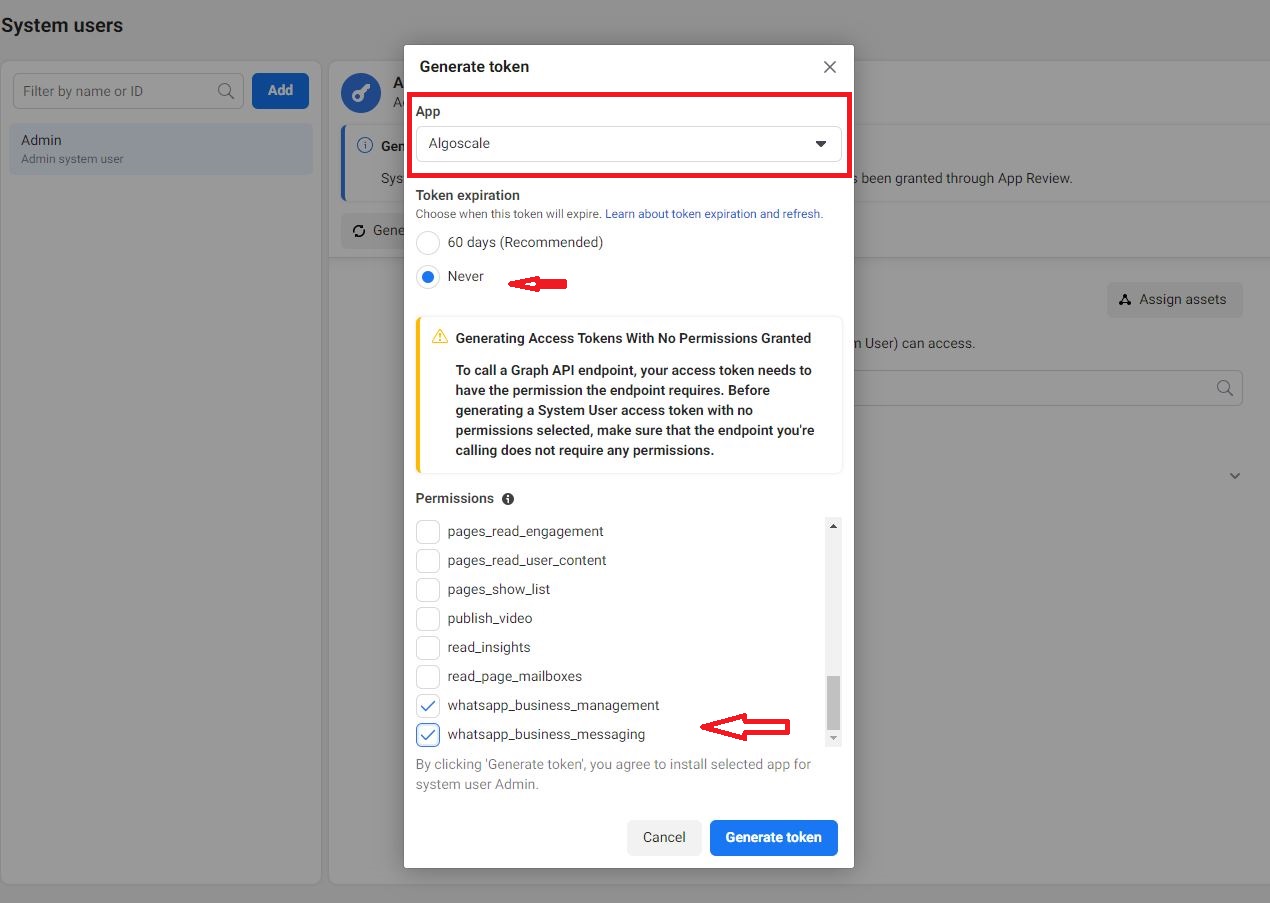 System users
Filter by name or ID
Add
Admin
Admin system user
Generate token
App
Algoscale
Token expiration
Choose when this token will expire. Learn about token expiration and refresh.
60 days (Recommended)
Never
Generating Access Tokens With No Permissions Granted
To call a Graph API endpoint, your access token needs to
have the permission the endpoint requires. Before
generating a System User access token with no
permissions selected, make sure that the endpoint you're
calling does not require any permissions.
Permissions
pages_read_engagement
pages_read_user_content
pages_show_list
publish_video
read_insights
read_page_mailboxes
whatsapp_business_management
whatsapp_business_messaging
By clicking 'Generate token', you agree to install selected app for
system user Admin.
Cancel
Generate token
been granted through App Review.
Assign assets
User) can access.